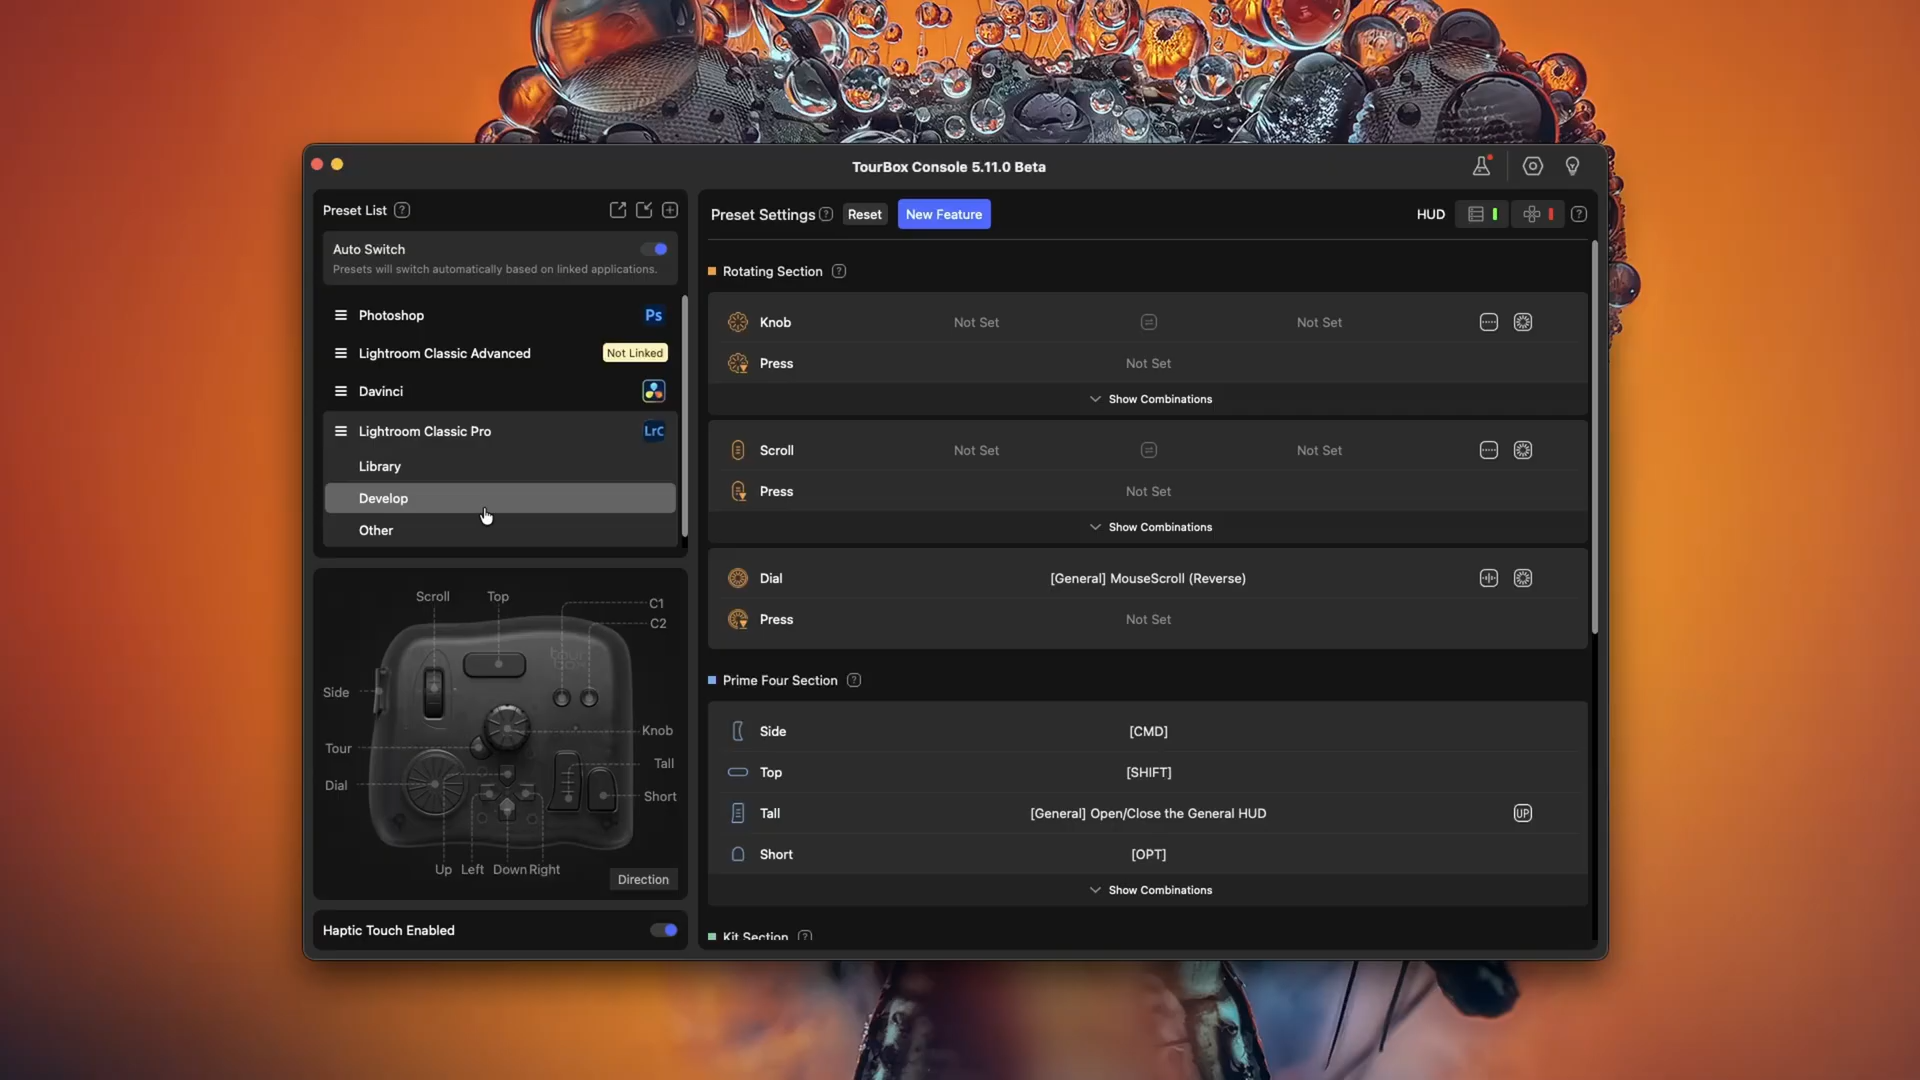 TourBox Console 5.11.0 Beta
Preset List ?
Auto Switch
Presets will switch automatically based on linked applications.
Photoshop Ps
Lightroom Classic Advanced Not Linked
Davinci
Lightroom Classic Pro LrC
Library
Develop
Other
Scroll Top
C1
C2
Side
tour
box
Knob
Tour
Tall
Dial
Short
Up Left Down Right
Direction
Haptic Touch Enabled
Preset Settings ? Reset New Feature HUD ?
Rotating Section ?
Knob Not Set Not Set
Press Not Set
Show Combinations
Scroll Not Set Not Set
Press Not Set
Show Combinations
Dial [General] MouseScroll (Reverse)
Press Not Set
Prime Four Section ?
Side [CMD]
Top [SHIFT]
Tall [General] Open/Close the General HUD UP
Short [OPT]
Show Combinations
Kit Section ?